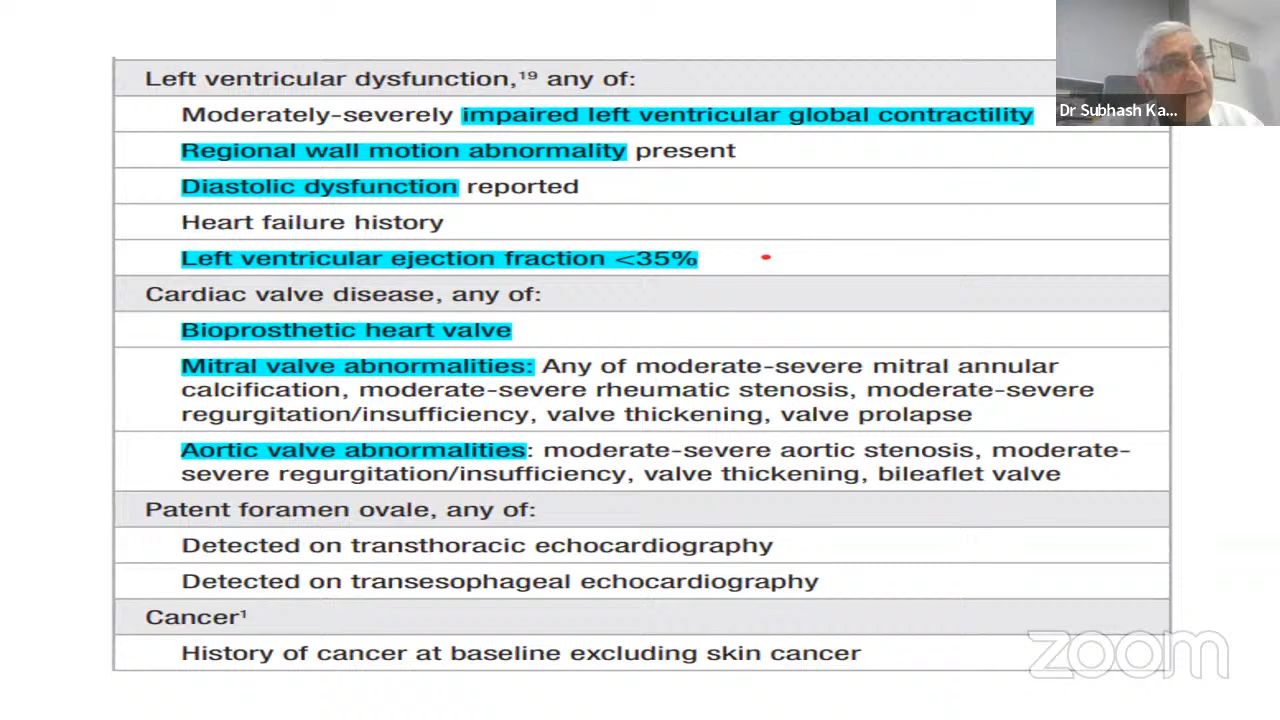 Left ventricular dysfunction,¹⁹ any of:
Moderately-severely impaired left ventricular global contractility
Regional wall motion abnormality present
Diastolic dysfunction reported
Heart failure history
Left ventricular ejection fraction <35%
Cardiac valve disease, any of:
Bioprosthetic heart valve
Mitral valve abnormalities: Any of moderate-severe mitral annular
calcification, moderate-severe rheumatic stenosis, moderate-severe
regurgitation/insufficiency, valve thickening, valve prolapse
Aortic valve abnormalities: moderate-severe aortic stenosis, moderate-
severe regurgitation/insufficiency, valve thickening, bileaflet valve
Patent foramen ovale, any of:
Detected on transthoracic echocardiography
Detected on transesophageal echocardiography
Cancer¹
History of cancer at baseline excluding skin cancer
Dr Subhash Ka...
zoom